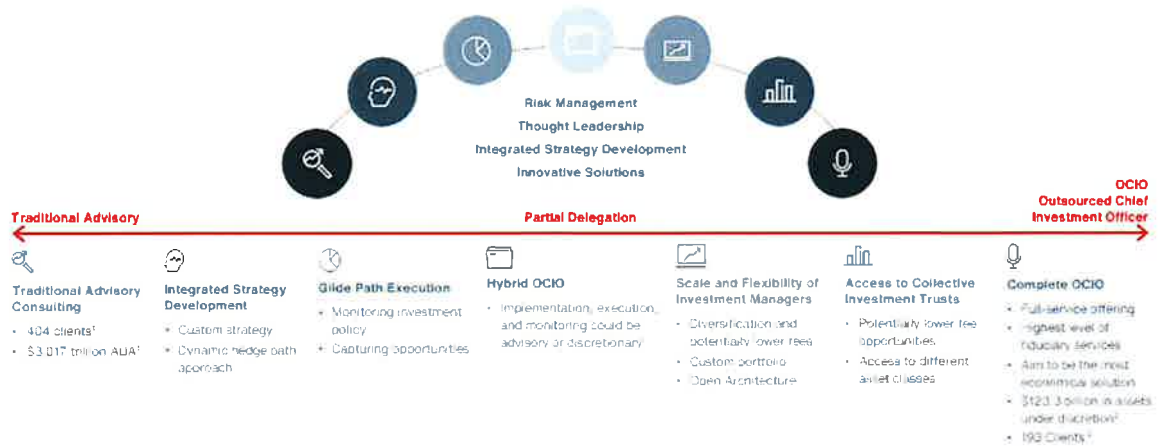 Risk Management
Thought Leadership
Integrated Strategy Development
Innovative Solutions
OCIO
Outsourced Chief
Investment Officer
Traditional Advisory
Partial Delegation
Traditional Advisory
Consulting
• 404 clients¹
• $3.017 trillion AUA¹
Integrated Strategy
Development
• Custom strategy
• Dynamic hedge path
approach
Glide Path Execution
• Monitoring investment
policy
• Capturing opportunities
Hybrid OCIO
• Implementation, execution,
and monitoring could be
advisory or discretionary
Scale and Flexibility of
Investment Managers
• Diversification and
potentially lower fees
• Custom portfolio
• Open Architecture
Access to Collective
Investment Trusts
• Potentially lower fee
opportunities
• Access to different
asset classes
Complete OCIO
• Full-service offering
• Highest level of
fiduciary services
• Aim to be the most
economical solution
• $123.3 billion in assets
under discretion
• 193 Clients